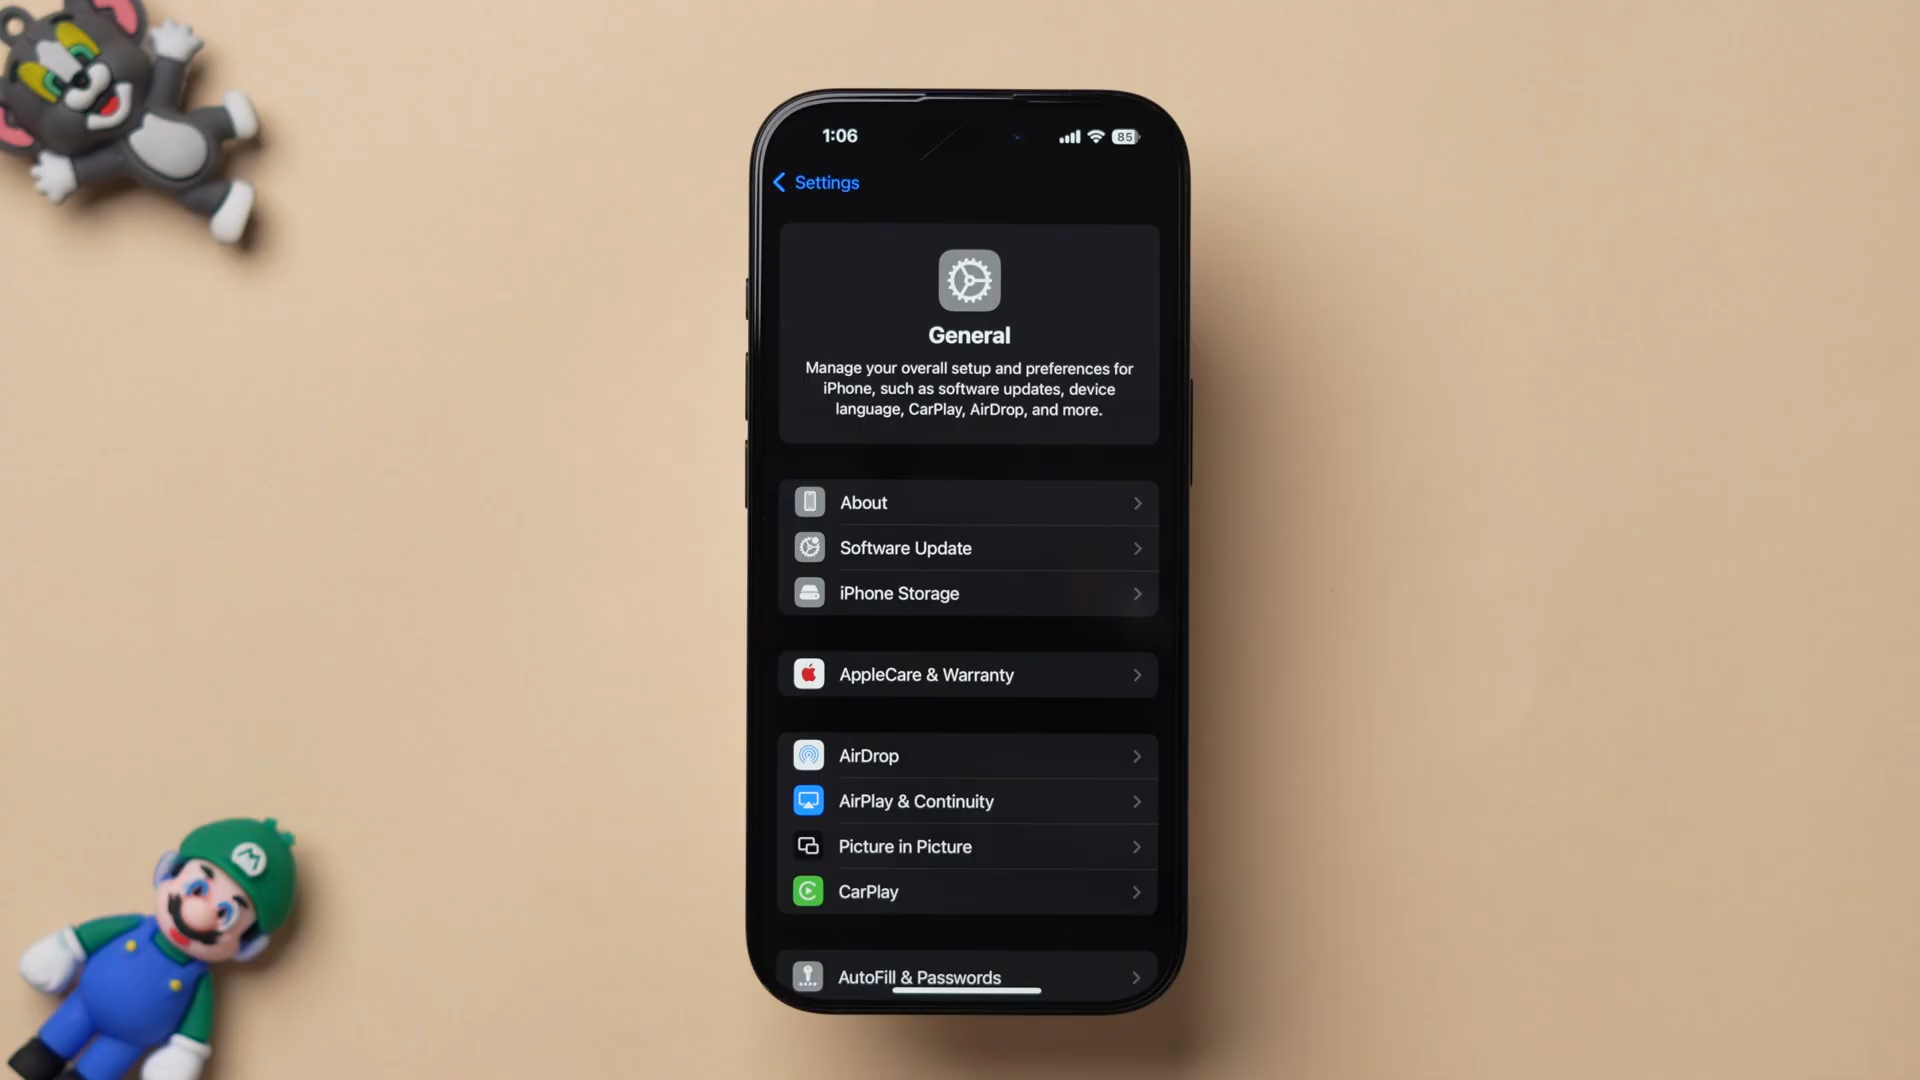 1:06
85
Settings
General
Manage your overall setup and preferences for
iPhone, such as software updates, device
language, CarPlay, AirDrop, and more.
About
Software Update
iPhone Storage
AppleCare & Warranty
AirDrop
AirPlay & Continuity
Picture in Picture
CarPlay
AutoFill & Passwords
M